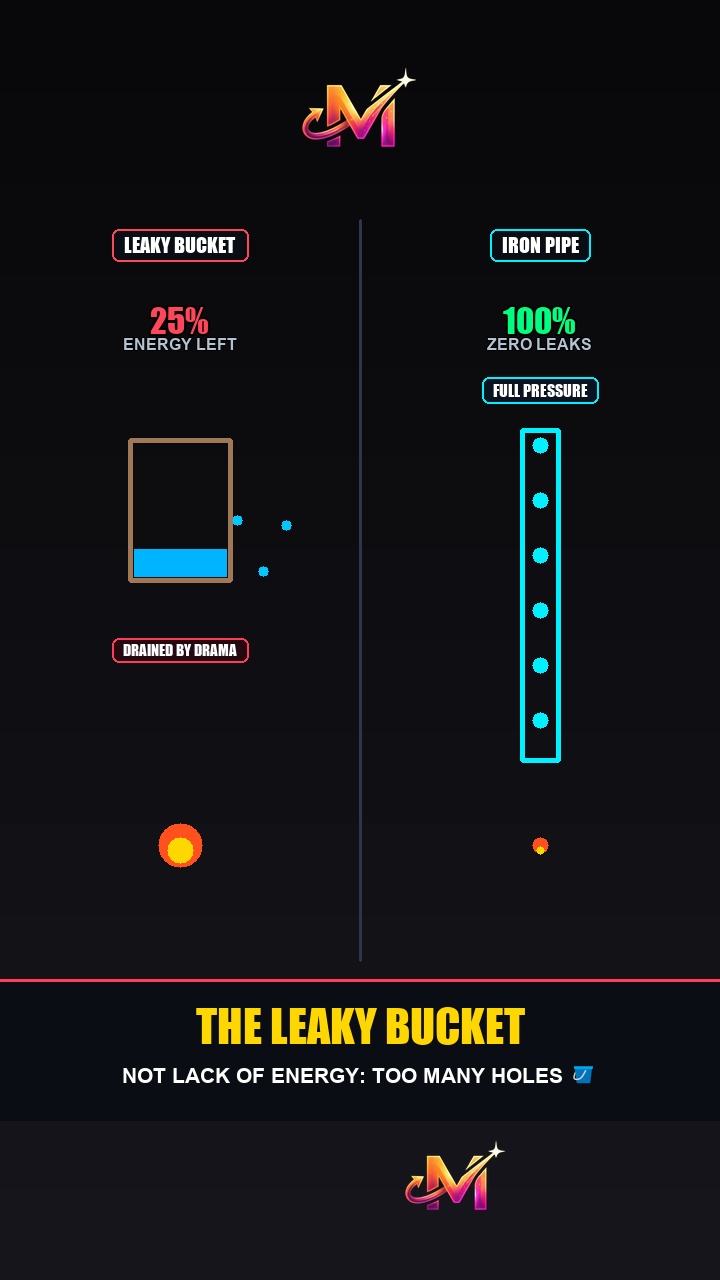 M
LEAKY BUCKET
25%
ENERGY LEFT
DRAINED BY DRAMA
IRON PIPE
100%
ZERO LEAKS
FULL PRESSURE
THE LEAKY BUCKET
NOT LACK OF ENERGY: TOO MANY HOLES
M